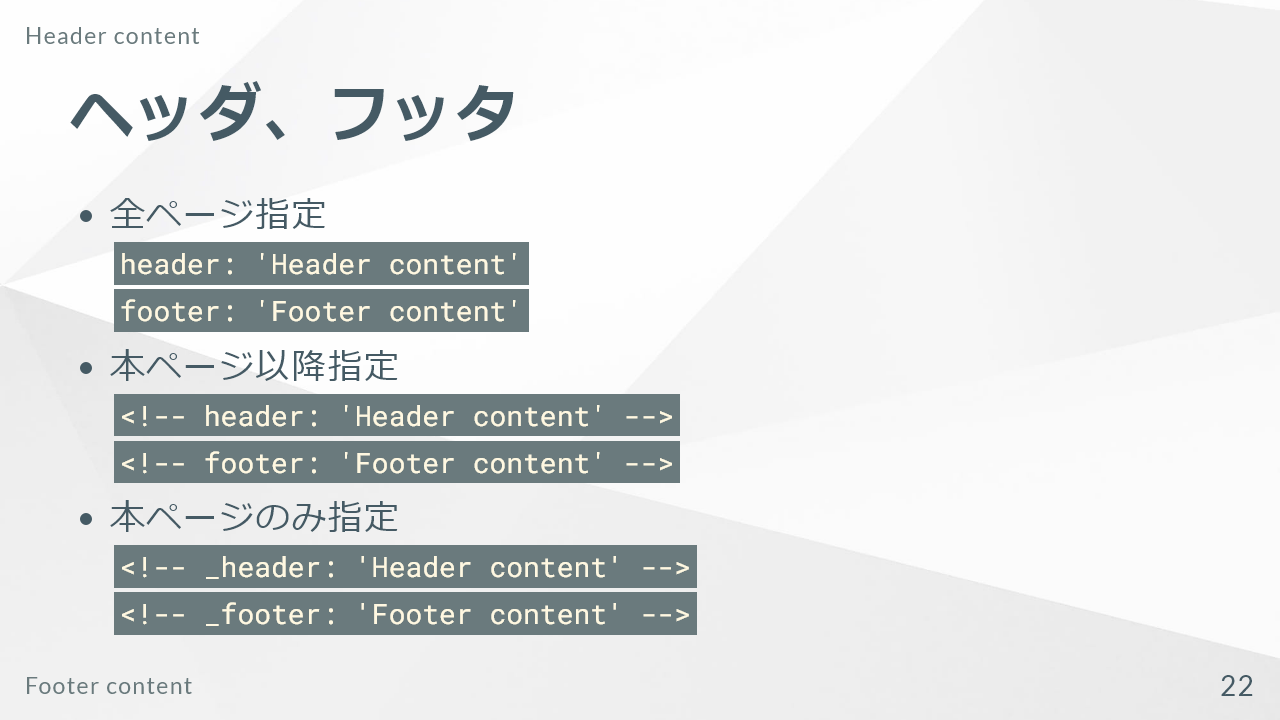 Header content
ヘッダ、フッタ
• 全ページ指定
header: 'Header content'
footer: 'Footer content'
• 本ページ以降指定
<!-- header: 'Header content' -->
<!-- footer: 'Footer content' -->
• 本ページのみ指定
<!-- _header: 'Header content' -->
<!-- _footer: 'Footer content' -->
Footer content
22